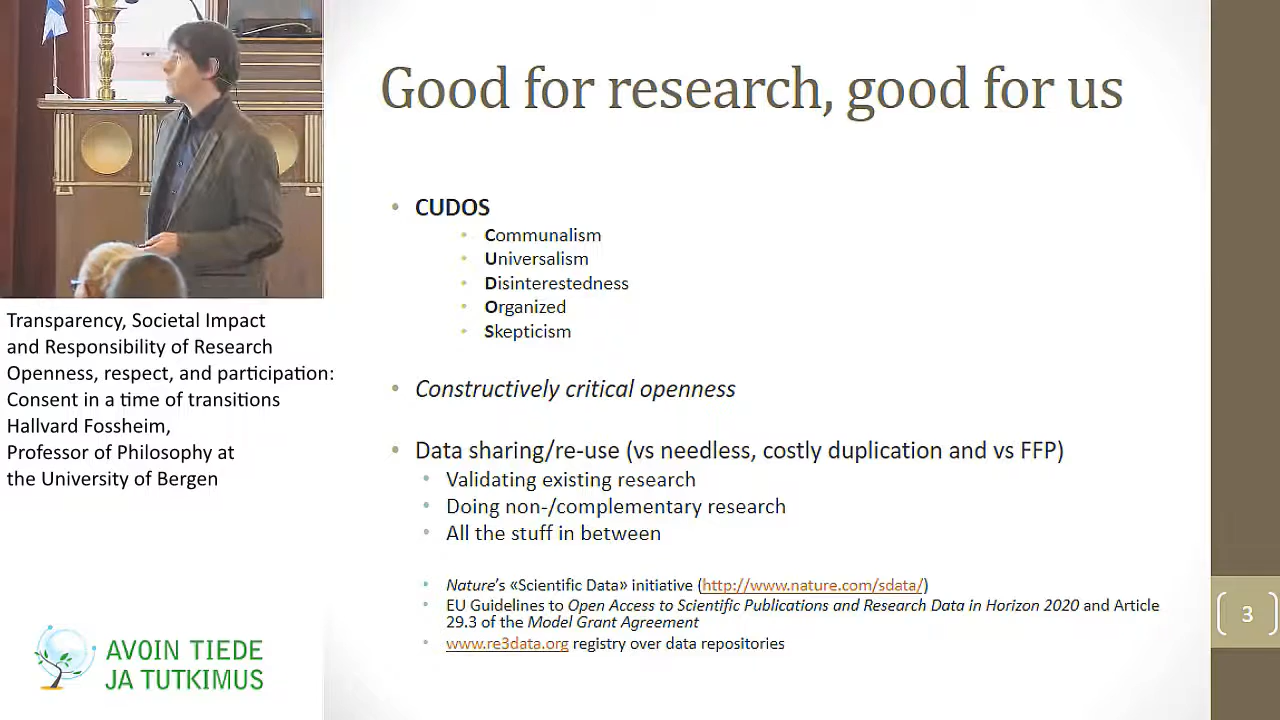 Good for research, good for us
CUDOS
Communalism
Universalism
Disinterestedness
Organized
Skepticism
Constructively critical openness
Data sharing/re-use (vs needless, costly duplication and vs FFP)
Validating existing research
Doing non-/complementary research
All the stuff in between
Nature's «Scientific Data» initiative (http://www.nature.com/sdata/)
EU Guidelines to Open Access to Scientific Publications and Research Data in Horizon 2020 and Article
29.3 of the Model Grant Agreement
www.re3data.org registry over data repositories
3
Transparency, Societal Impact
and Responsibility of Research
Openness, respect, and participation:
Consent in a time of transitions
Hallvard Fossheim,
Professor of Philosophy at
the University of Bergen
AVOIN TIEDE
JA TUTKIMUS